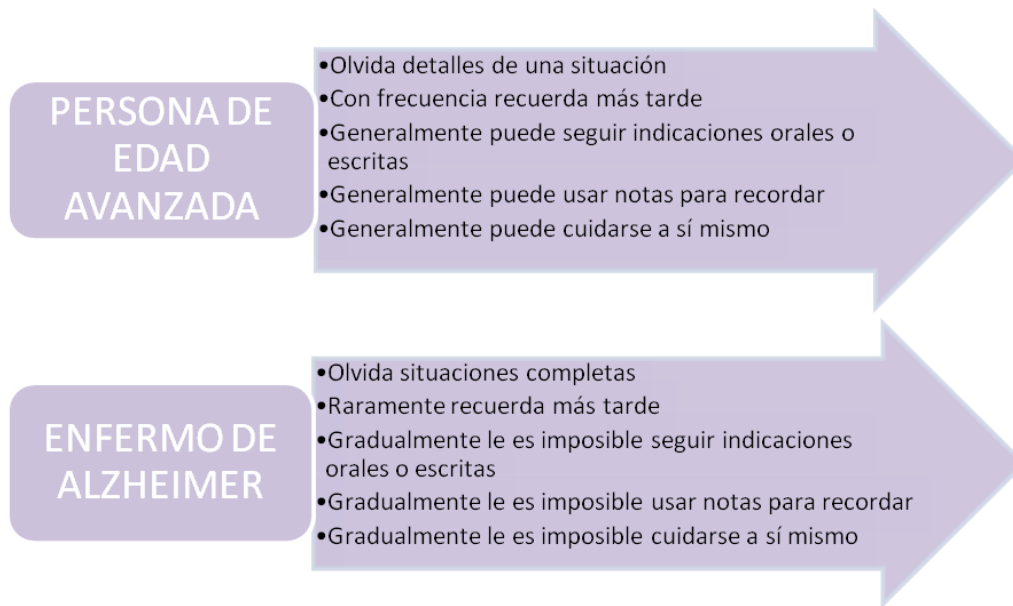 PERSONA DE
EDAD
AVANZADA
•Olvida detalles de una situación
•Con frecuencia recuerda más tarde
•Generalmente puede seguir indicaciones orales o
escritas
•Generalmente puede usar notas para recordar
•Generalmente puede cuidarse a sí mismo
ENFERMO DE
ALZHEIMER
•Olvida situaciones completas
•Raramente recuerda más tarde
•Gradualmente le es imposible seguir indicaciones
orales o escritas
•Gradualmente le es imposible usar notas para recordar
•Gradualmente le es imposible cuidarse a sí mismo